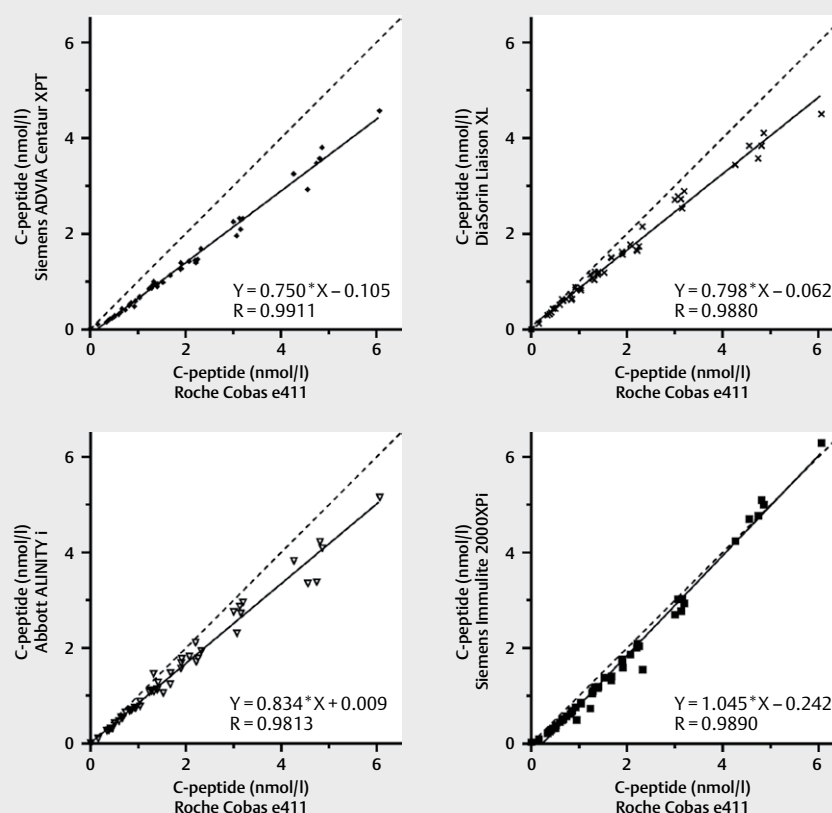 6
4
2
0
C-peptide (nmol/l)
Siemens ADVIA Centaur XPT
Y = 0.750*X – 0.105
R = 0.9911
0 2 4 6
C-peptide (nmol/l)
Roche Cobas e411
6
4
2
0
C-peptide (nmol/l)
DiaSorin Liaison XL
Y = 0.798*X – 0.062
R = 0.9880
0 2 4 6
C-peptide (nmol/l)
Roche Cobas e411
6
4
2
0
C-peptide (nmol/l)
Abbott ALINITY i
Y = 0.834*X + 0.009
R = 0.9813
0 2 4 6
C-peptide (nmol/l)
Roche Cobas e411
6
4
2
0
C-peptide (nmol/l)
Siemens Immulite 2000XPi
Y = 1.045*X – 0.242
R = 0.9890
0 2 4 6
C-peptide (nmol/l)
Roche Cobas e411